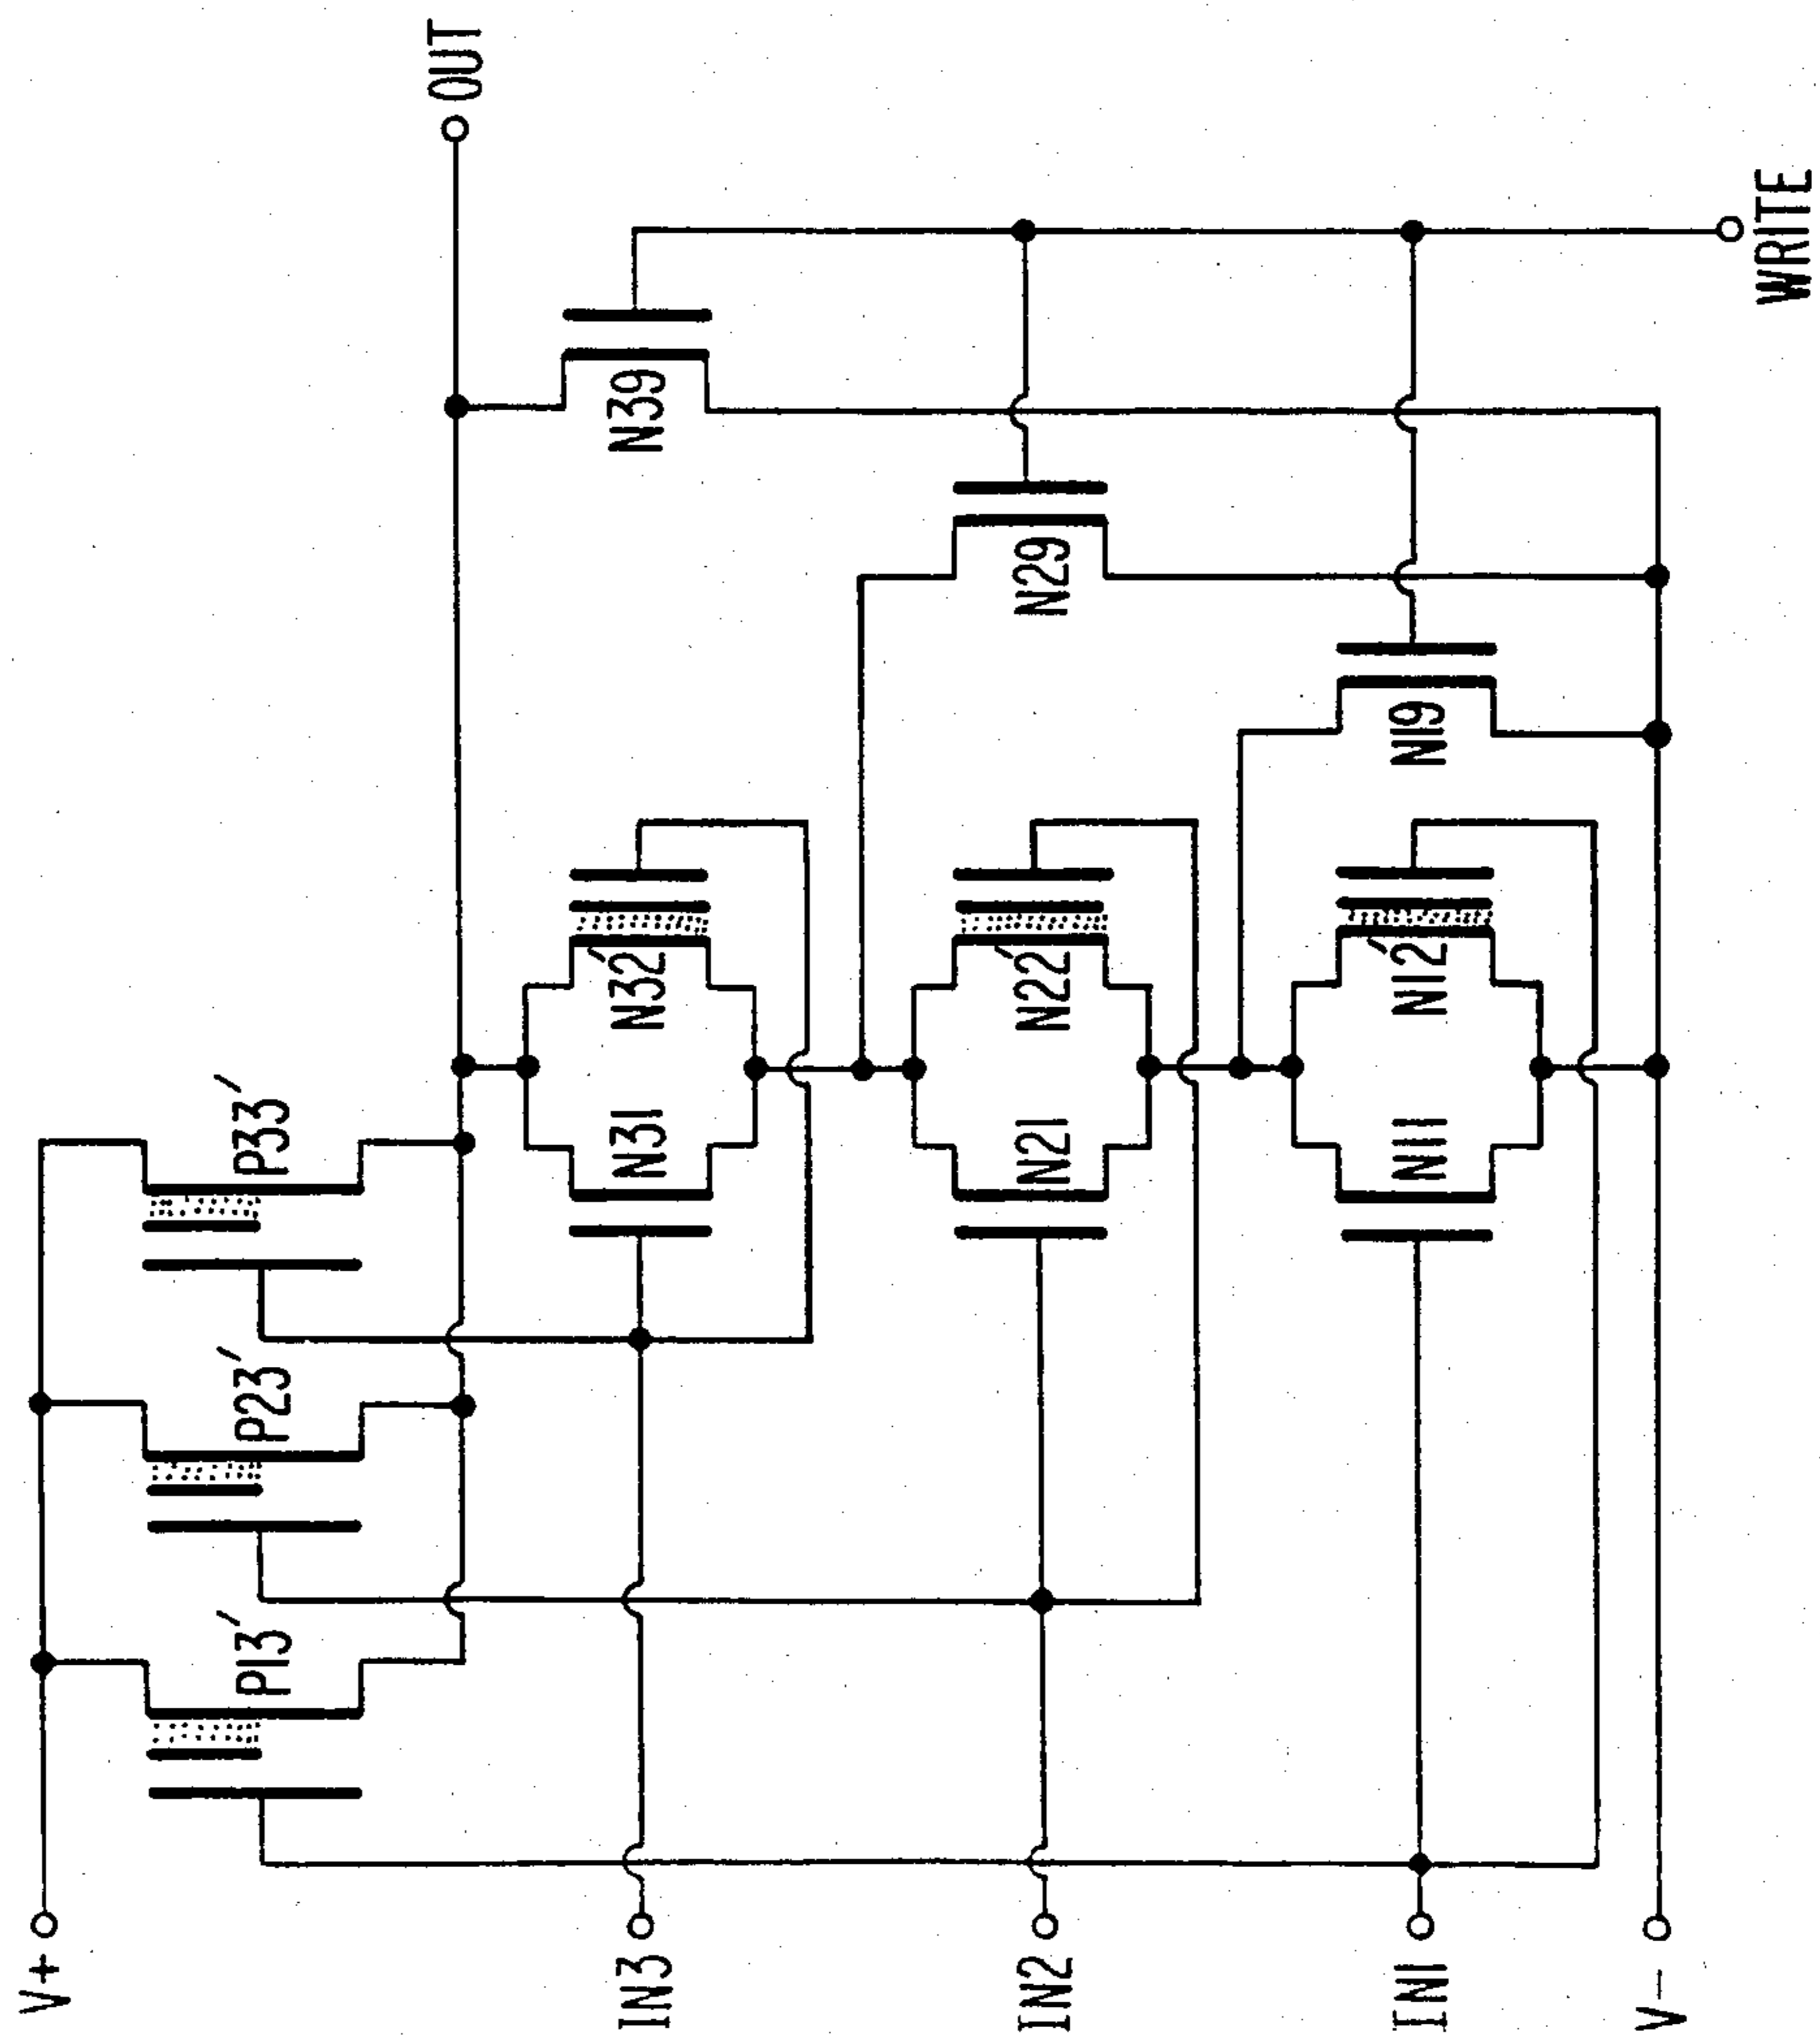 V+
OUT
P13′
P23′
P33′
IN3
N31
N32′
N39
IN2
N21
N22′
N29
IN1
N11
N12′
N19
V−
WRITE